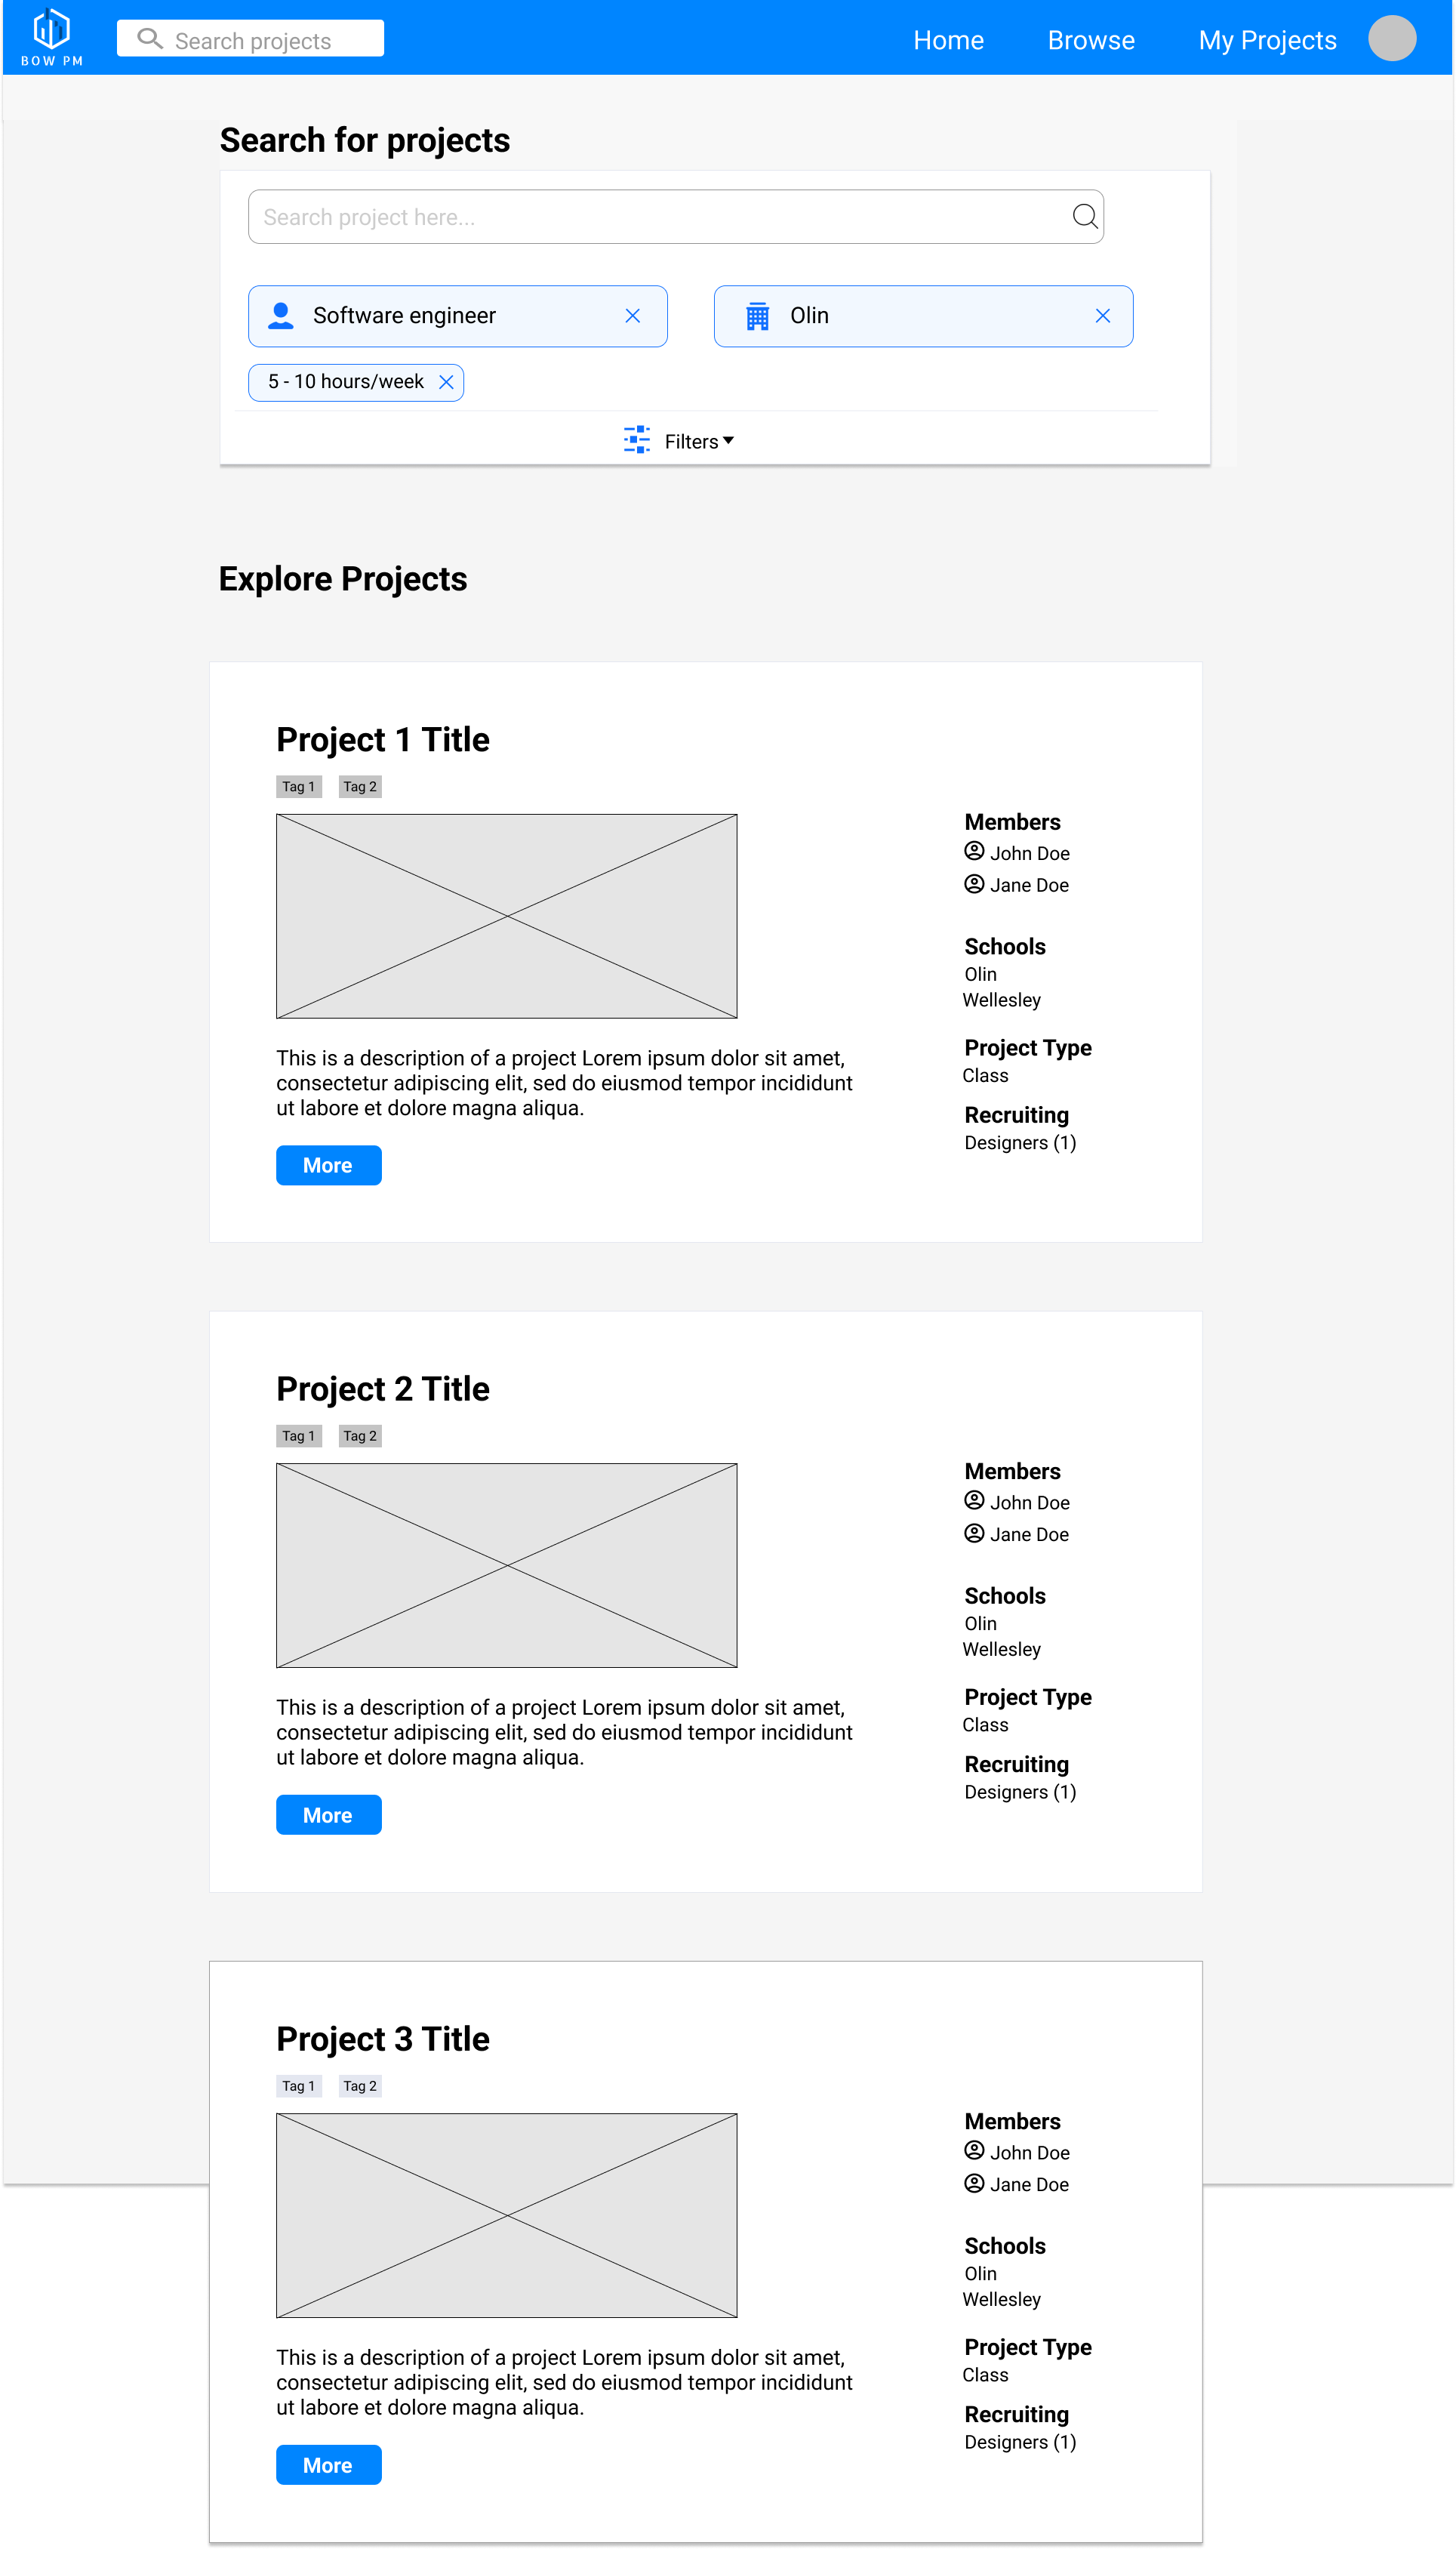 BOW PM
Search projects
Home
Browse
My Projects
Search for projects
Search project here...
Software engineer
Olin
5 - 10 hours/week
Filters
Explore Projects
Project 1 Title
Tag 1
Tag 2
This is a description of a project Lorem ipsum dolor sit amet,
consectetur adipiscing elit, sed do eiusmod tempor incididunt
ut labore et dolore magna aliqua.
More
Members
John Doe
Jane Doe
Schools
Olin
Wellesley
Project Type
Class
Recruiting
Designers (1)
Project 2 Title
Tag 1
Tag 2
This is a description of a project Lorem ipsum dolor sit amet,
consectetur adipiscing elit, sed do eiusmod tempor incididunt
ut labore et dolore magna aliqua.
More
Members
John Doe
Jane Doe
Schools
Olin
Wellesley
Project Type
Class
Recruiting
Designers (1)
Project 3 Title
Tag 1
Tag 2
This is a description of a project Lorem ipsum dolor sit amet,
consectetur adipiscing elit, sed do eiusmod tempor incididunt
ut labore et dolore magna aliqua.
More
Members
John Doe
Jane Doe
Schools
Olin
Wellesley
Project Type
Class
Recruiting
Designers (1)